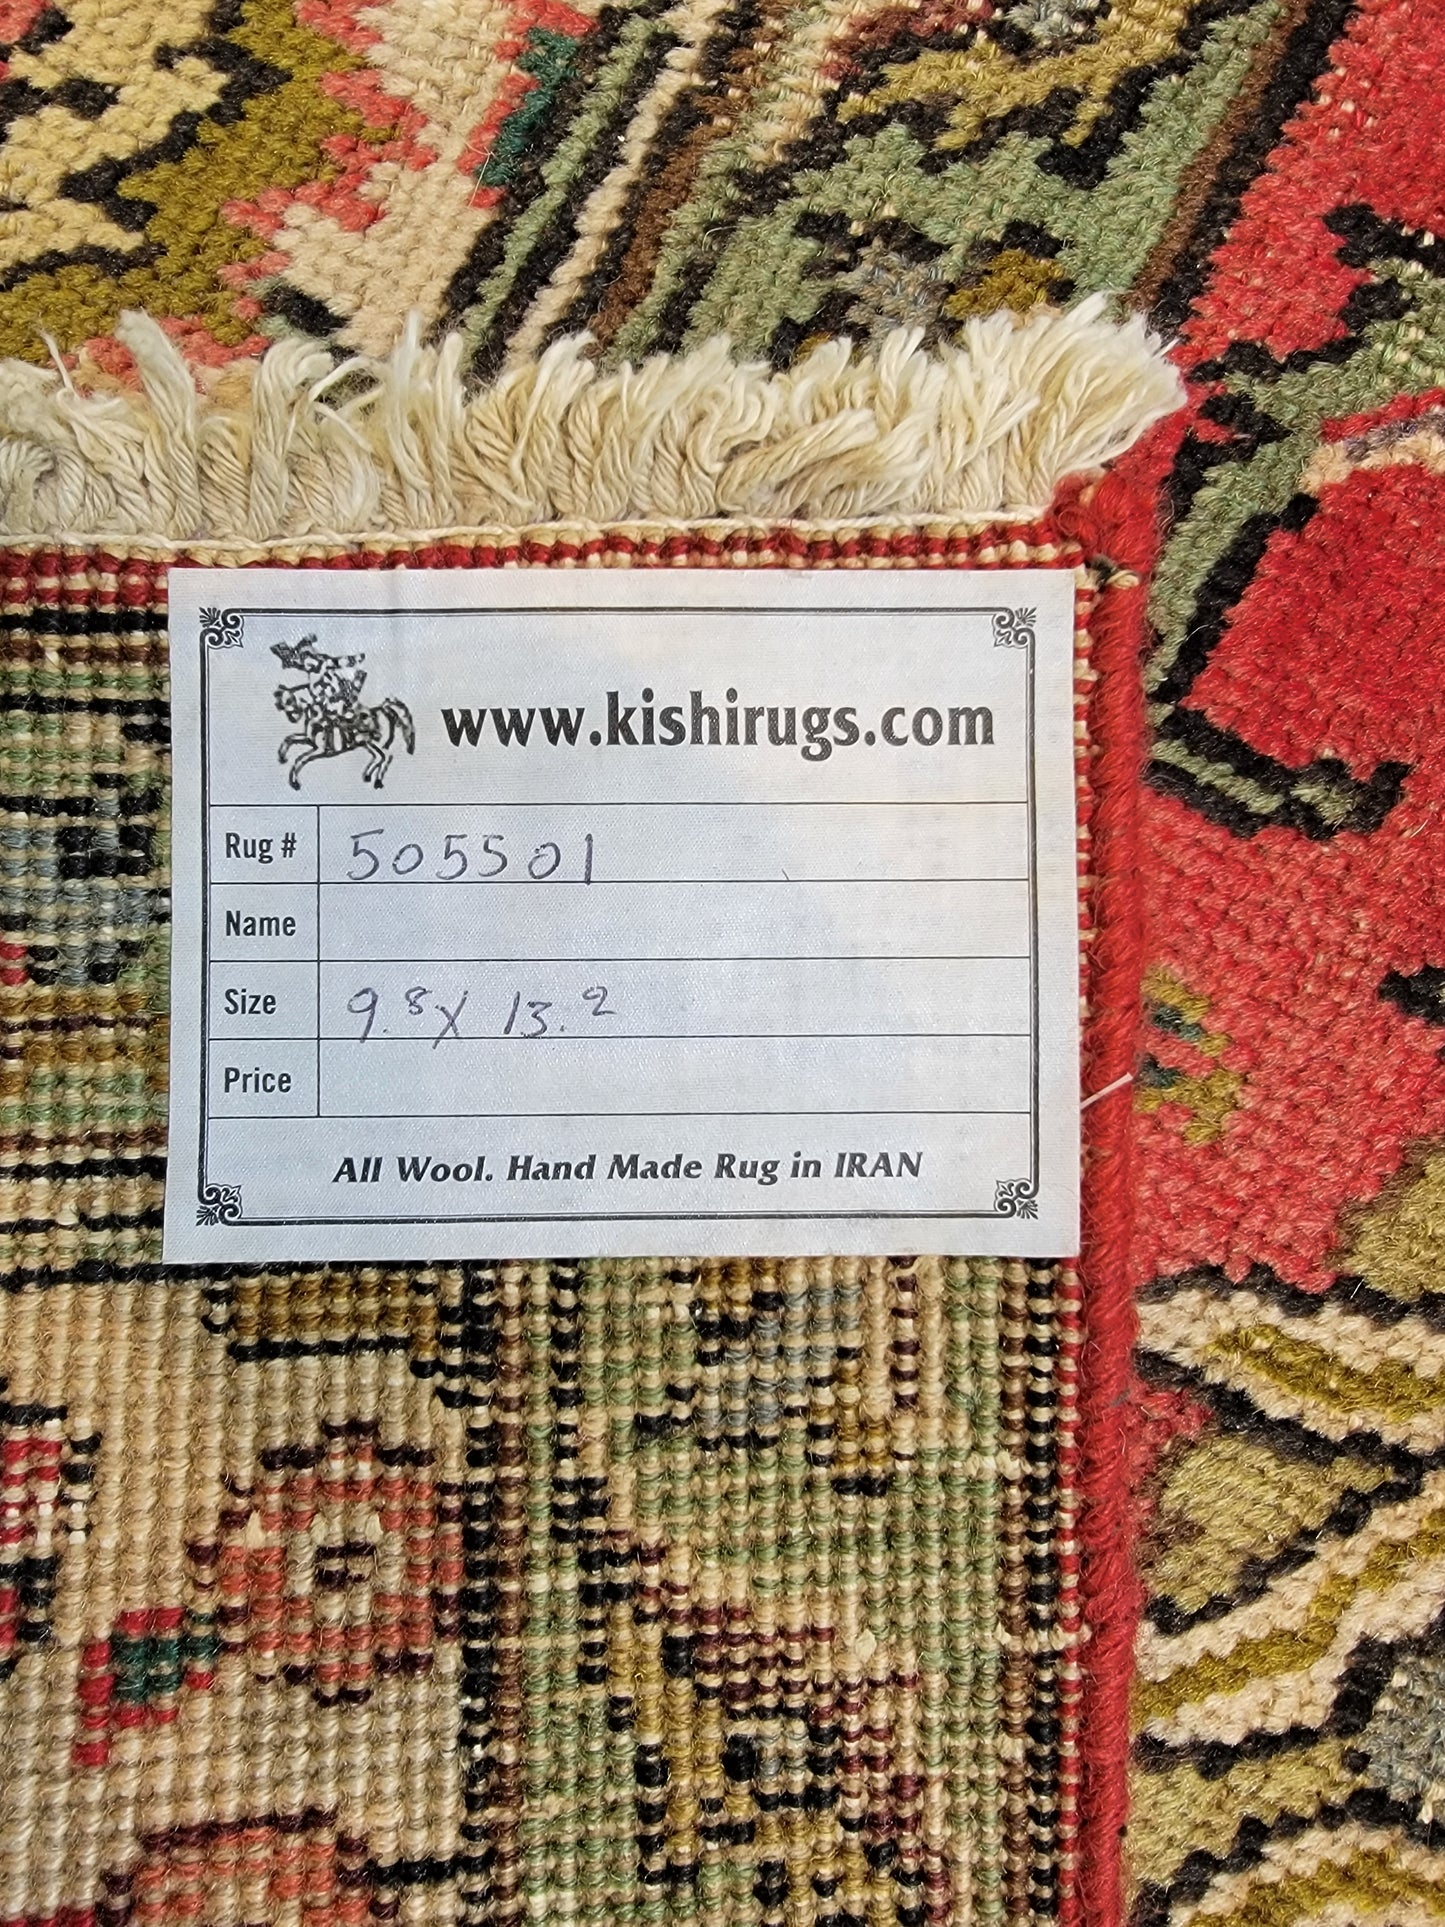 www.kishirugs.com
Rug # 505501
Name
Size 9.8 X 13.2
Price
All Wool. Hand Made Rug in IRAN